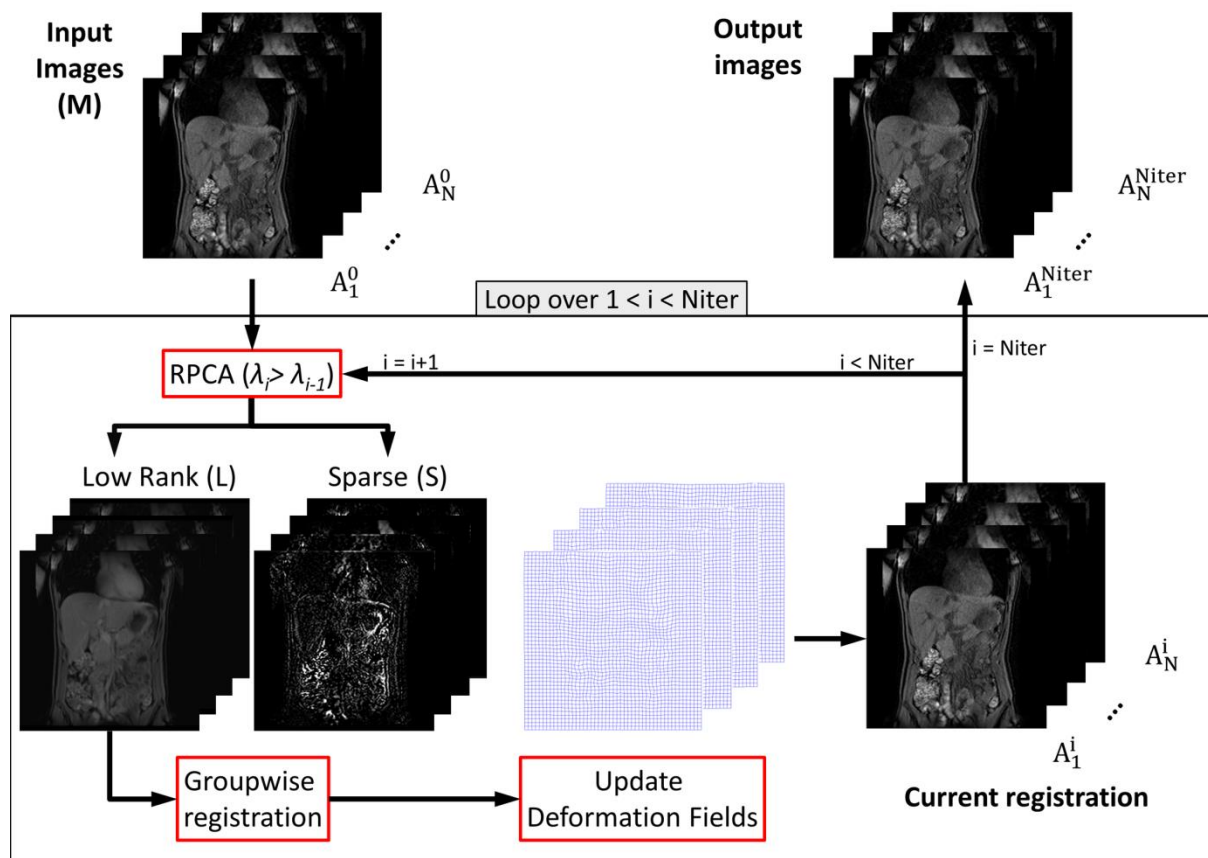 Input
Images
(M)
A_N^0
⋰
A_1^0
Output
images
A_N^Niter
⋰
A_1^Niter
Loop over 1 < i < Niter
RPCA (λ_i> λ_i-1)
i = i+1
i < Niter
i = Niter
Low Rank (L)
Sparse (S)
A_N^i
⋰
A_1^i
Groupwise
registration
Update
Deformation Fields
Current registration